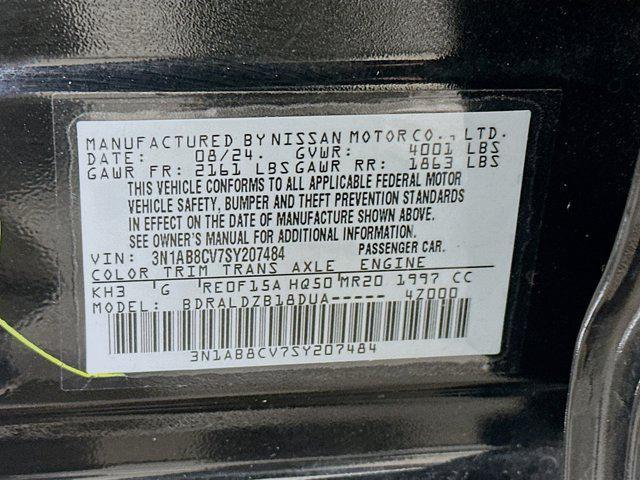 MANUFACTURED BY NISSAN MOTOR CO., LTD.
DATE: 08/24. GVWR: 4001 LBS
GAWR FR: 2161 LBS GAWR RR: 1863 LBS
THIS VEHICLE CONFORMS TO ALL APPLICABLE FEDERAL MOTOR
VEHICLE SAFETY, BUMPER AND THEFT PREVENTION STANDARDS
IN EFFECT ON THE DATE OF MANUFACTURE SHOWN ABOVE.
SEE OWNER'S MANUAL FOR ADDITIONAL INFORMATION.
VIN: 3N1AB8CV7SY207484 PASSENGER CAR.
COLOR TRIM TRANS AXLE ENGINE
KH3 'G 'RE0F15A HQ50 MR20 1997 CC
MODEL: BDRALDZB18DUA----- 4Z000
3N1AB8CV7SY207484